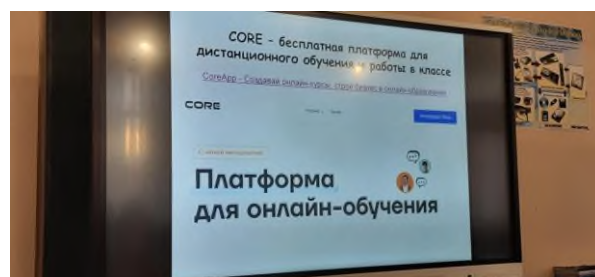 CORE – бесплатная платформа для
дистанционного обучения и работы в классе
CoreApp – Создавай онлайн-курсы, строй бизнес в онлайн-образовании
CORE
Платформа
для онлайн-обучения